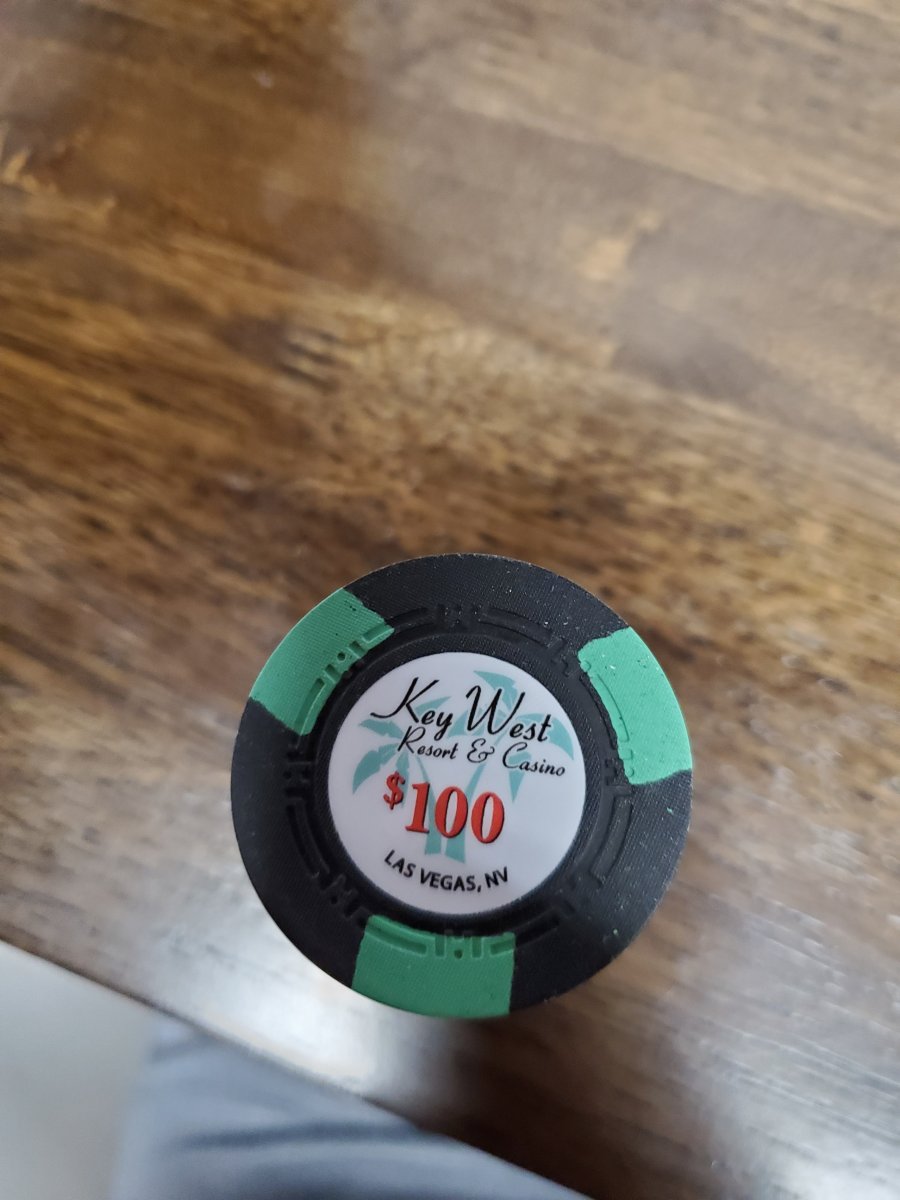 Key West
Resort & Casino
$100
LAS VEGAS, NV